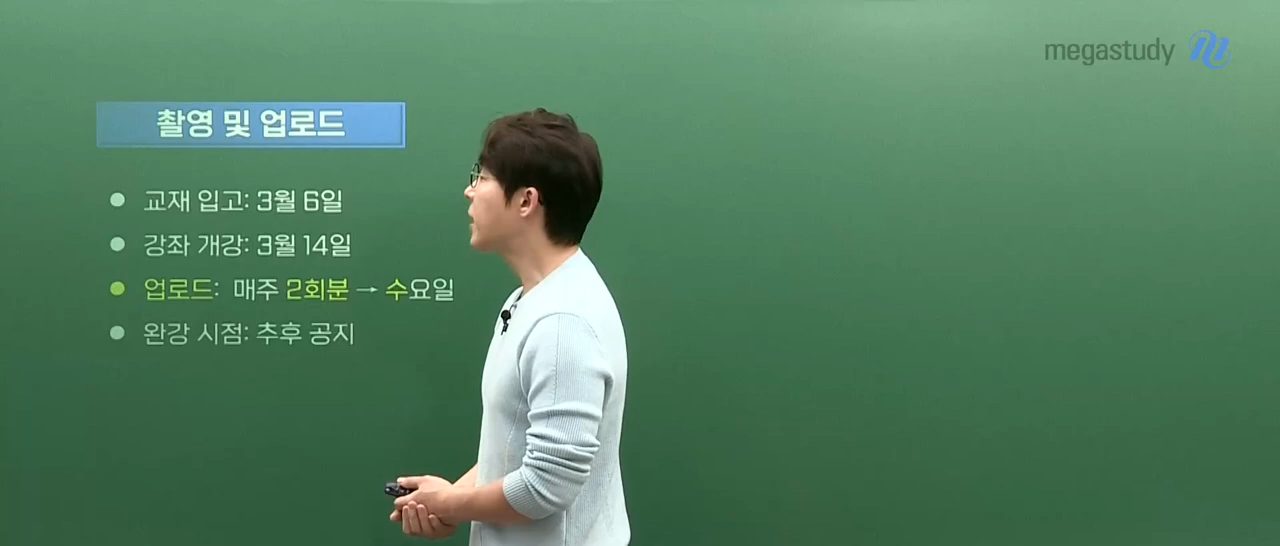 megastudy
촬영 및 업로드
교재 입고: 3월 6일
강좌 개강: 3월 14일
업로드: 매주 2회분 → 수요일
완강 시점: 추후 공지